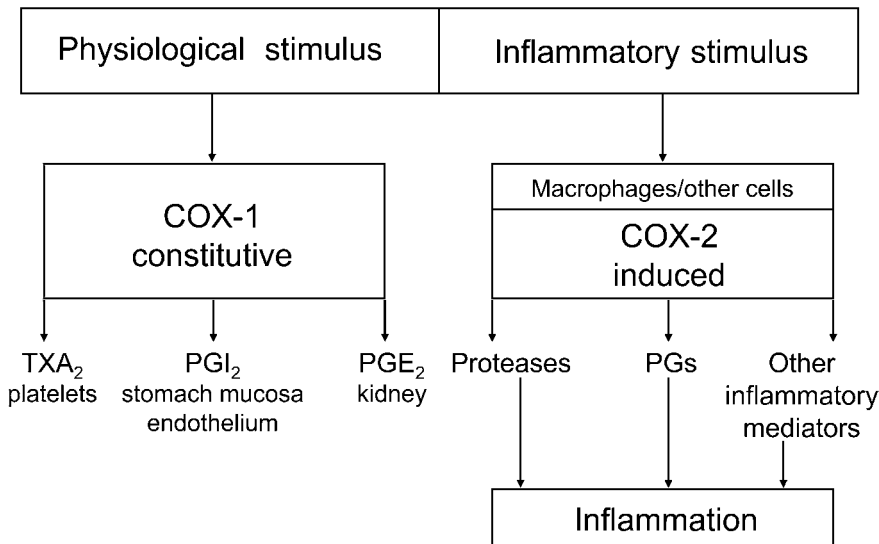 Physiological stimulus
Inflammatory stimulus
COX-1
constitutive
Macrophages/other cells
COX-2
induced
TXA₂
platelets
PGI₂
stomach mucosa
endothelium
PGE₂
kidney
Proteases
PGs
Other
inflammatory
mediators
Inflammation